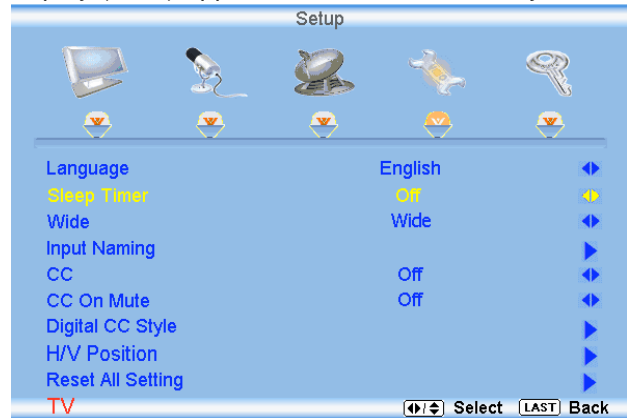 Setup
Language English
Sleep Timer Off
Wide Wide
Input Naming
CC Off
CC On Mute Off
Digital CC Style
H/V Position
Reset All Setting
TV Select LAST Back